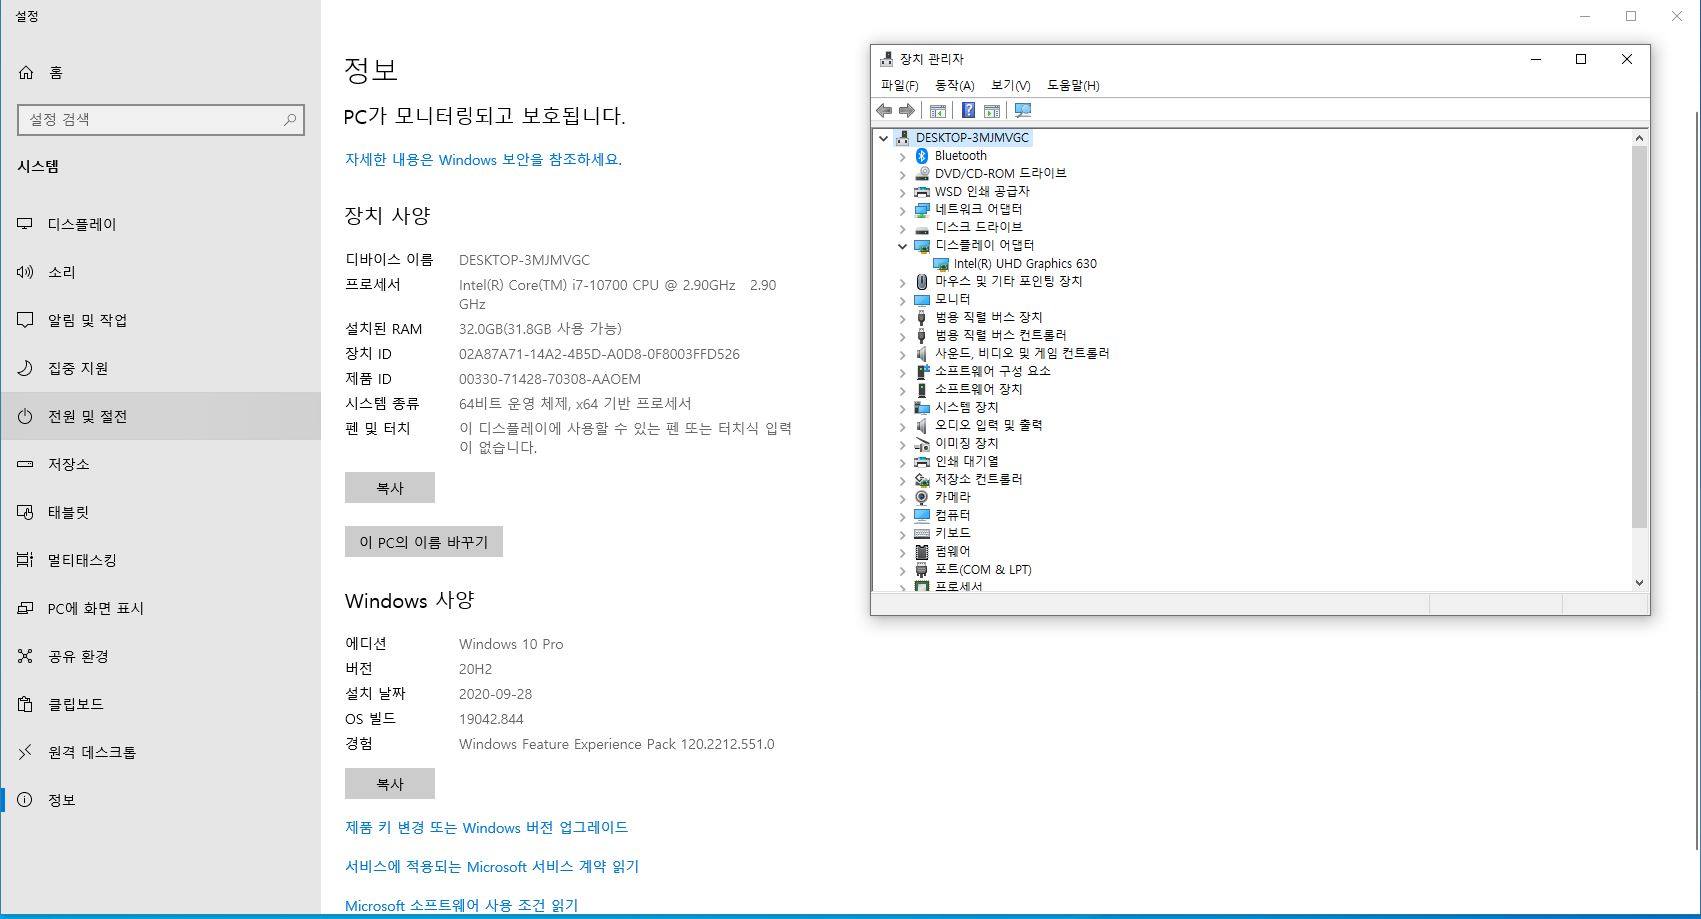 설정
홈
설정 검색
시스템
디스플레이
소리
알림 및 작업
집중 지원
전원 및 절전
저장소
태블릿
멀티태스킹
PC에 화면 표시
공유 환경
클립보드
원격 데스크톱
정보
정보
PC가 모니터링되고 보호됩니다.
자세한 내용은 Windows 보안을 참조하세요.
장치 사양
디바이스 이름 DESKTOP-3MJMVGC
프로세서 Intel(R) Core(TM) i7-10700 CPU @ 2.90GHz 2.90
GHz
설치된 RAM 32.0GB(31.8GB 사용 가능)
장치 ID 02A87A71-14A2-4B5D-A0D8-0F8003FFD526
제품 ID 00330-71428-70308-AAOEM
시스템 종류 64비트 운영 체제, x64 기반 프로세서
펜 및 터치 이 디스플레이에 사용할 수 있는 펜 또는 터치식 입력
이 없습니다.
복사
이 PC의 이름 바꾸기
Windows 사양
에디션 Windows 10 Pro
버전 20H2
설치 날짜 2020-09-28
OS 빌드 19042.844
경험 Windows Feature Experience Pack 120.2212.551.0
복사
제품 키 변경 또는 Windows 버전 업그레이드
서비스에 적용되는 Microsoft 서비스 계약 읽기
Microsoft 소프트웨어 사용 조건 읽기
장치 관리자
파일(F) 동작(A) 보기(V) 도움말(H)
DESKTOP-3MJMVGC
Bluetooth
DVD/CD-ROM 드라이브
WSD 인쇄 공급자
네트워크 어댑터
디스크 드라이브
디스플레이 어댑터
Intel(R) UHD Graphics 630
마우스 및 기타 포인팅 장치
모니터
범용 직렬 버스 장치
범용 직렬 버스 컨트롤러
사운드, 비디오 및 게임 컨트롤러
소프트웨어 구성 요소
소프트웨어 장치
시스템 장치
오디오 입력 및 출력
이미징 장치
인쇄 대기열
저장소 컨트롤러
카메라
컴퓨터
키보드
펌웨어
포트(COM & LPT)
프로세서